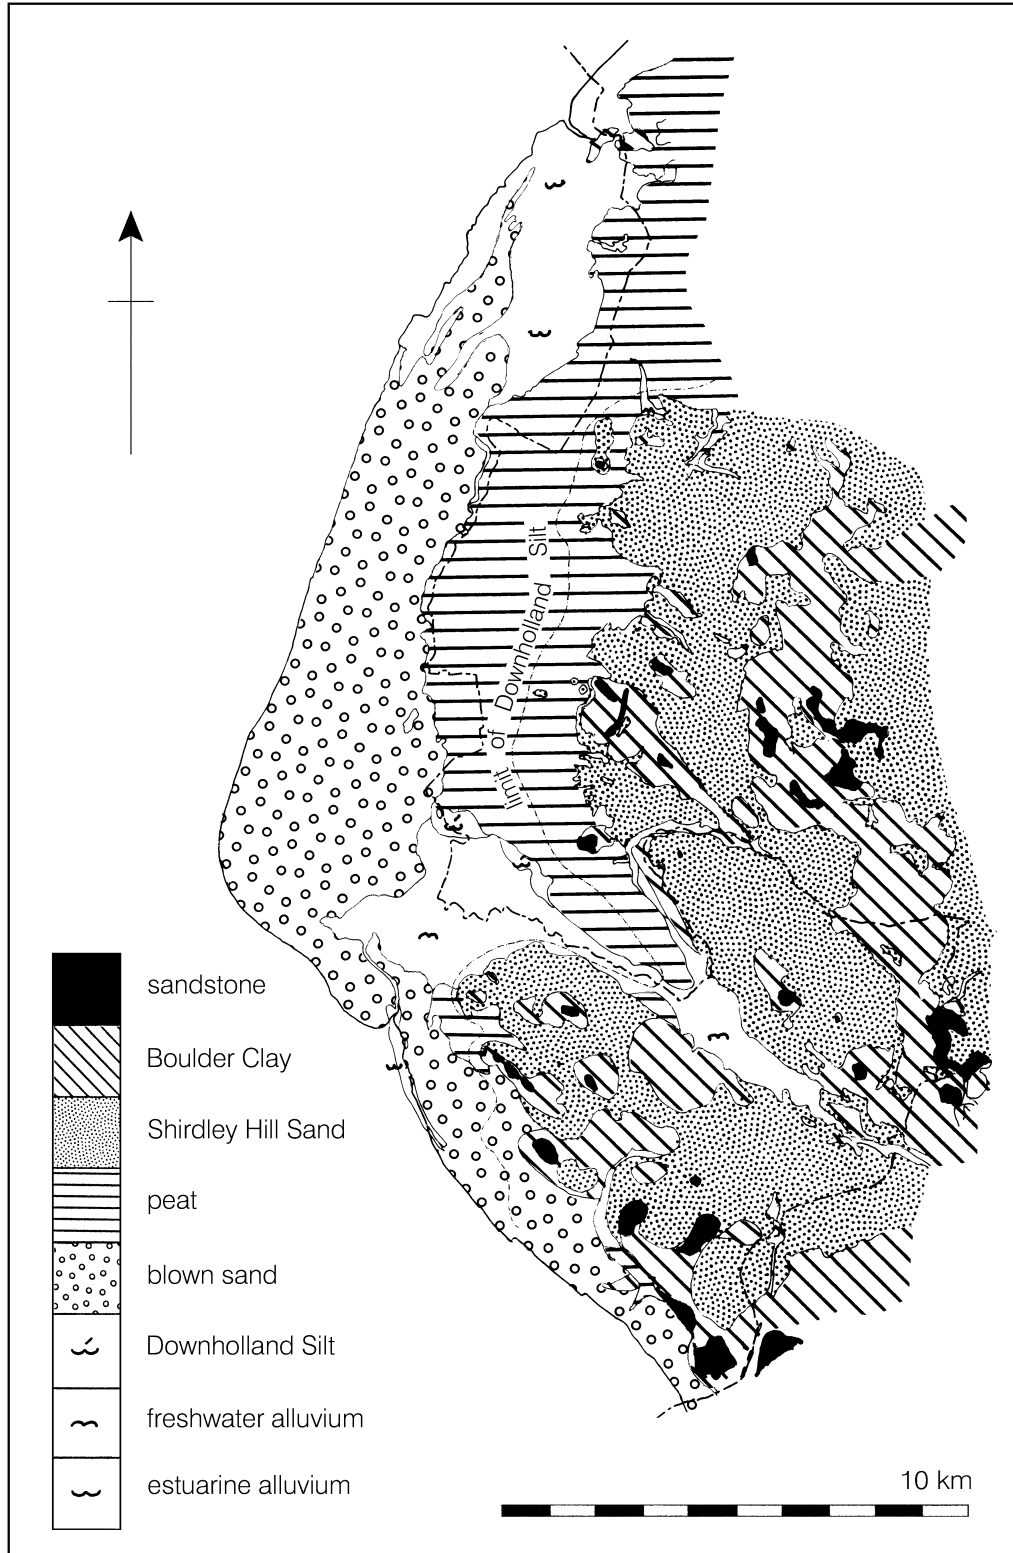 limit of Downholland Silt
sandstone
Boulder Clay
Shirdley Hill Sand
peat
blown sand
Downholland Silt
freshwater alluvium
estuarine alluvium
10 km